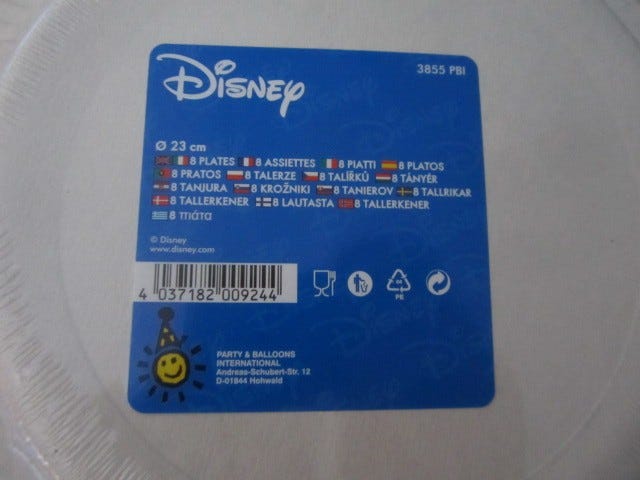 Disney
3855 PBI
Ø 23 cm
8 PLATES 8 ASSIETTES 8 PIATTI 8 PLATOS
8 PRATOS 8 TALERZE 8 TALÍŘKŮ 8 TÁNYÉR
8 TANJURA 8 KROŽNIKI 8 TANIEROV 8 TALLRIKAR
8 TALLERKENER 8 LAUTASTA 8 TALLERKENER
8 πιάτα
© Disney
www.disney.com
4 037182 009244
PB
PARTY & BALLOONS
INTERNATIONAL
Andreas-Schubert-Str. 12
D-01844 Hohwald